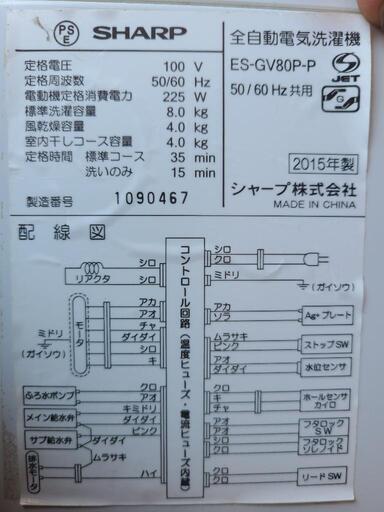 PS
E
SHARP
全自動電気洗濯機
定格電圧 100 V
ES-GV80P-P
定格周波数 50/60 Hz
50/60Hz共用
JET
電動機定格消費電力 225 W
標準洗濯容量 8.0 kg
風乾燥容量 4.0 kg
室内干しコース容量 4.0 kg
定格時間 標準コース 35 min
洗いのみ 15 min
2015年製
シャープ株式会社
MADE IN CHINA
製造番号 1090467
配線図
コントロール回路(温度ヒューズ・電流ヒューズ内蔵)
リアクタ
シロ
シロ
ミドリ
(ガイソウ)
モータ
アカ
アオ
チャ
ダイダイ
シロ
キ
ふろ水ポンプ
クロ
アオ
メイン給水弁
キミドリ
ダイダイ
サブ給水弁
ピンク
ダイダイ
排水モータ
ムラサキ
ハイ
シロ
クロ
ミドリ
(ガイソウ)
アカ
ソラ
Ag+プレート
ムラサキ
ピンク
ストップSW
アオ
ダイダイ
水位センサ
クロ
キ
チャ
ホールセンサ
カイロ
アオ
アオ
フタロック
SW
クロ
クロ
フタロック
ソレノイド
クロ
クロ
リードSW